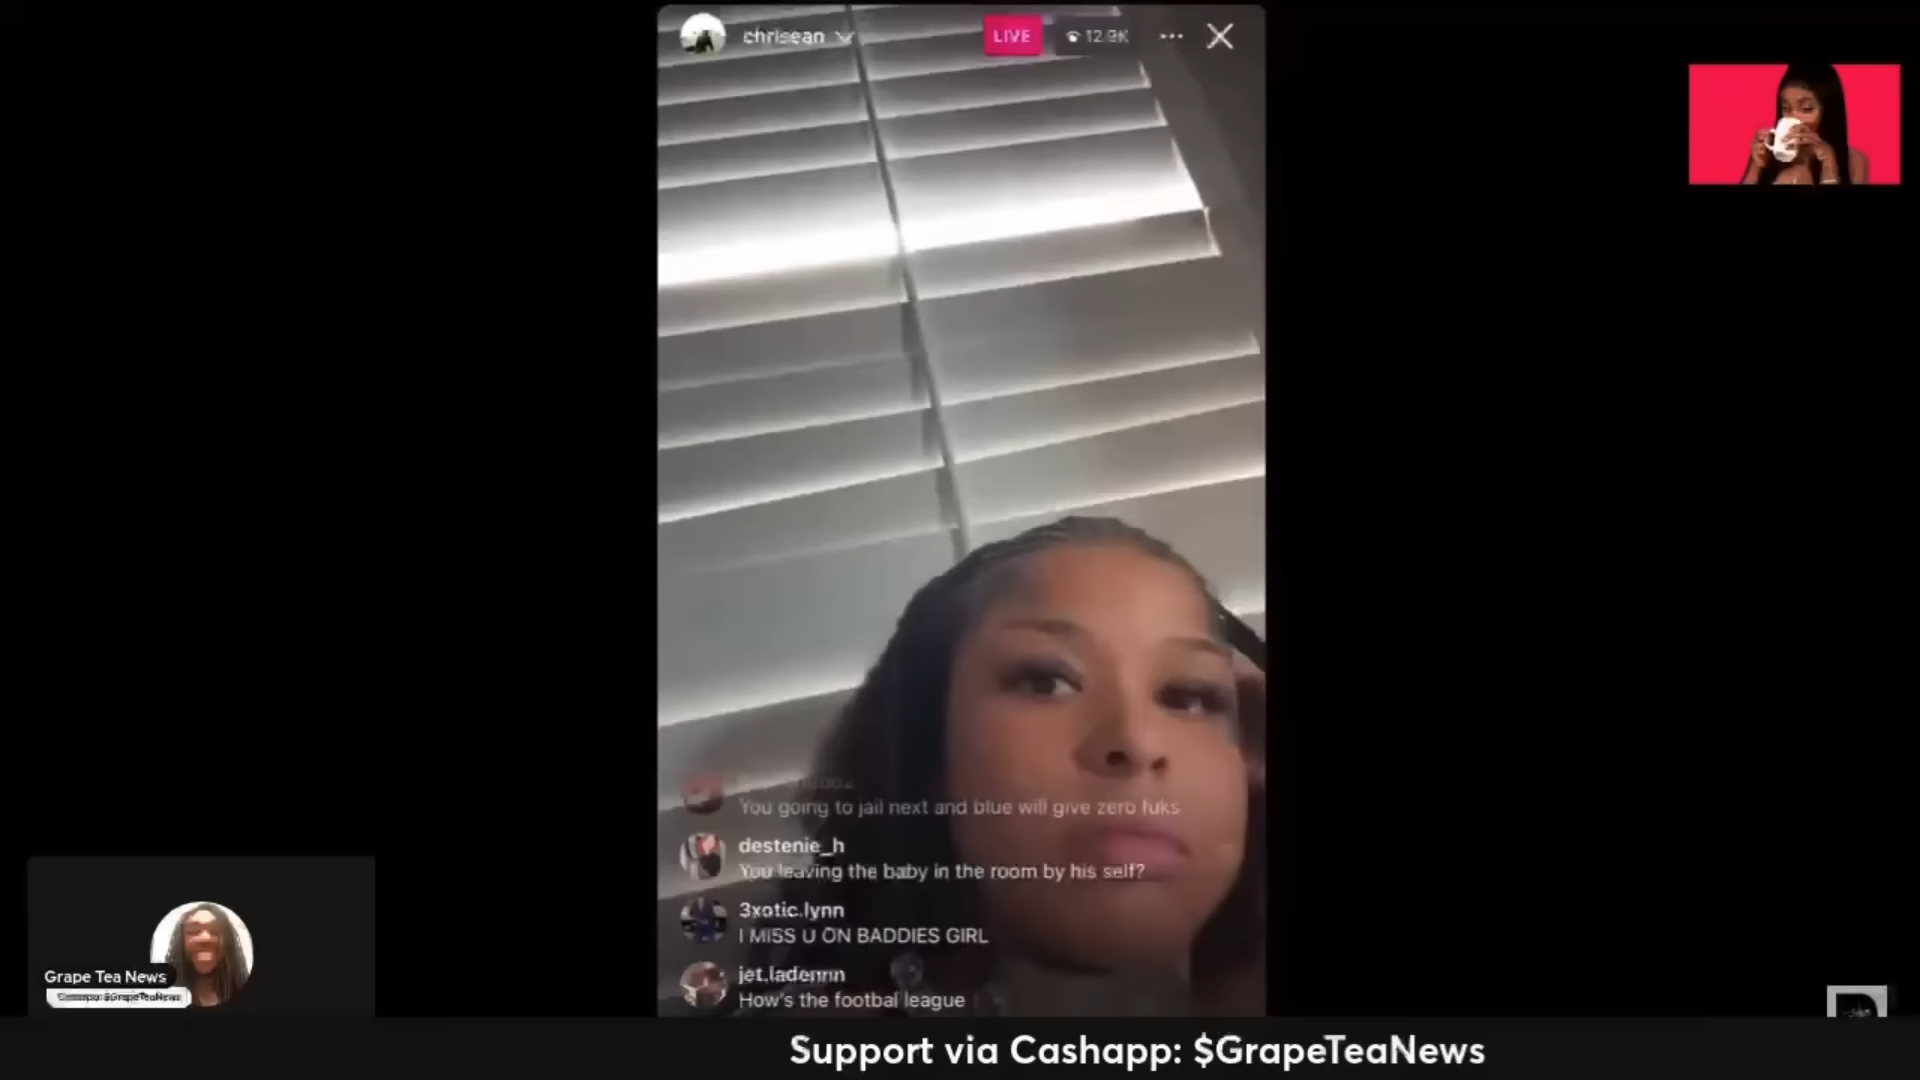 chrisean
LIVE
12.9K
You going to jail next and blue will give zero fuks
destenie_h
You leaving the baby in the room by his self?
3xotic.lynn
I MISS U ON BADDIES GIRL
jet.ladennn
How's the footbal league
Grape Tea News
Cashapp: $GrapeTeaNews
Support via Cashapp: $GrapeTeaNews